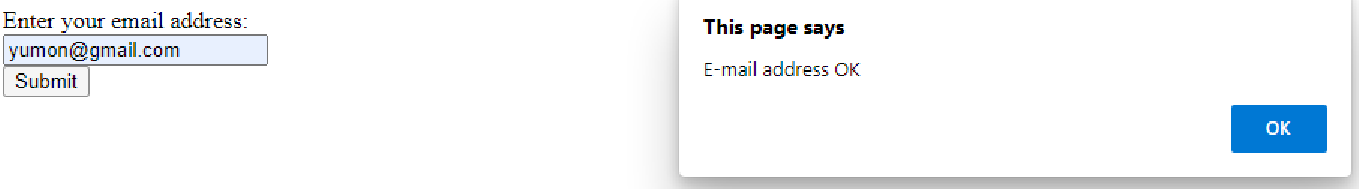 Enter your email address:
yumon@gmail.com
Submit
This page says
E-mail address OK
OK